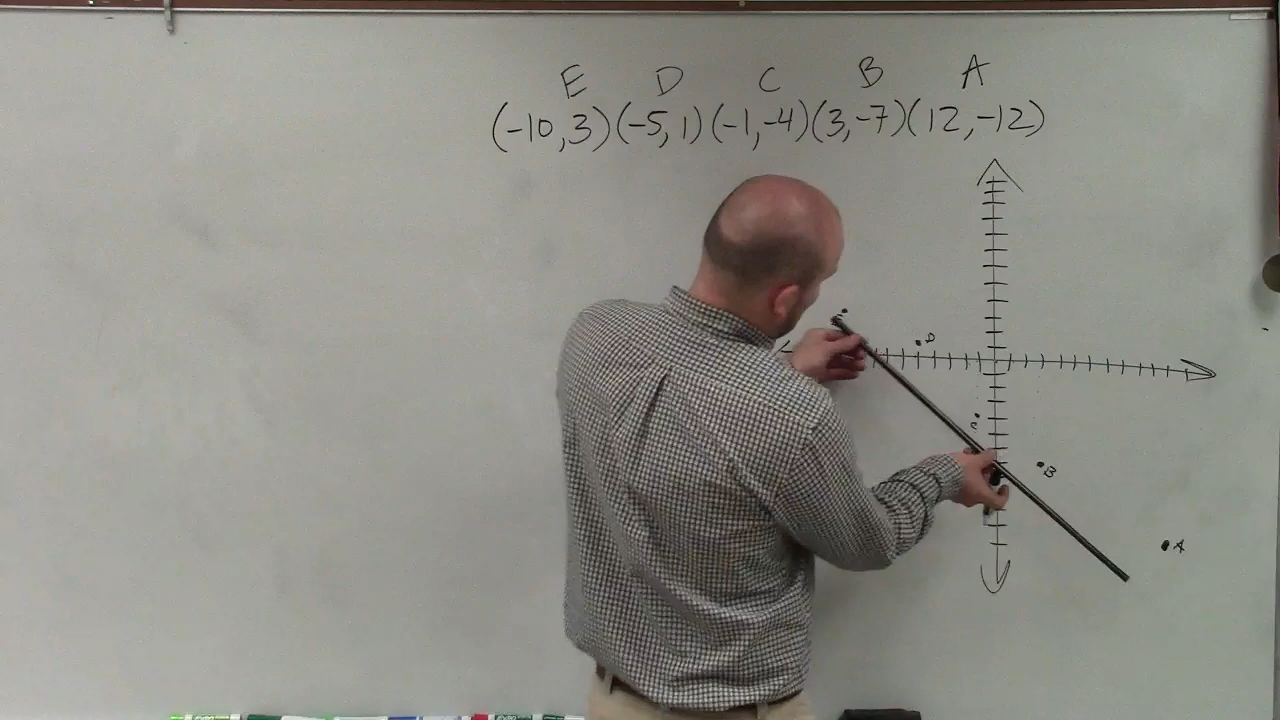 E D C B A
(-10,3)(-5,1)(-1,-4)(3,-7)(12,-12)
D
C
B
A